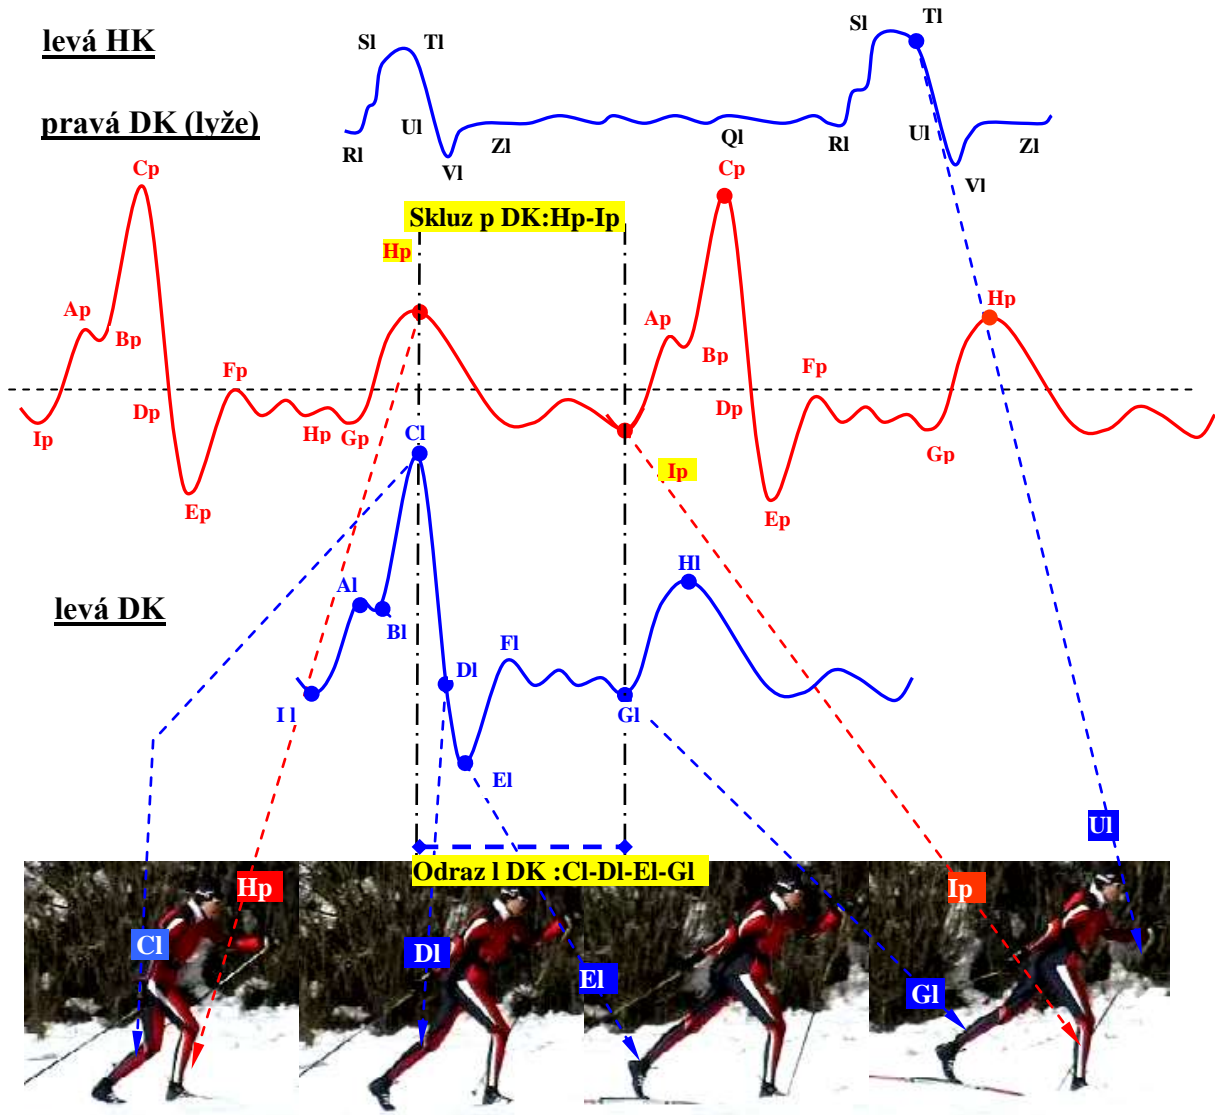 levá HK
Sl Tl Sl Tl
pravá DK (lyže)
Rl Ul Vl Zl Ql Rl Ul Vl Zl
Cp Cp
Skluz p DK:Hp-Ip
Hp
Hp
Ap Bp Ap Bp
Fp Fp
Ip Dp Hp Gp Dp Gp
Cl
Ip
Ep Ep
Hl
levá DK
Al Bl
Fl
Dl
I l Gl
El
Ul
Odraz l DK :Cl-Dl-El-Gl
Hp Ip
Cl Dl El Gl